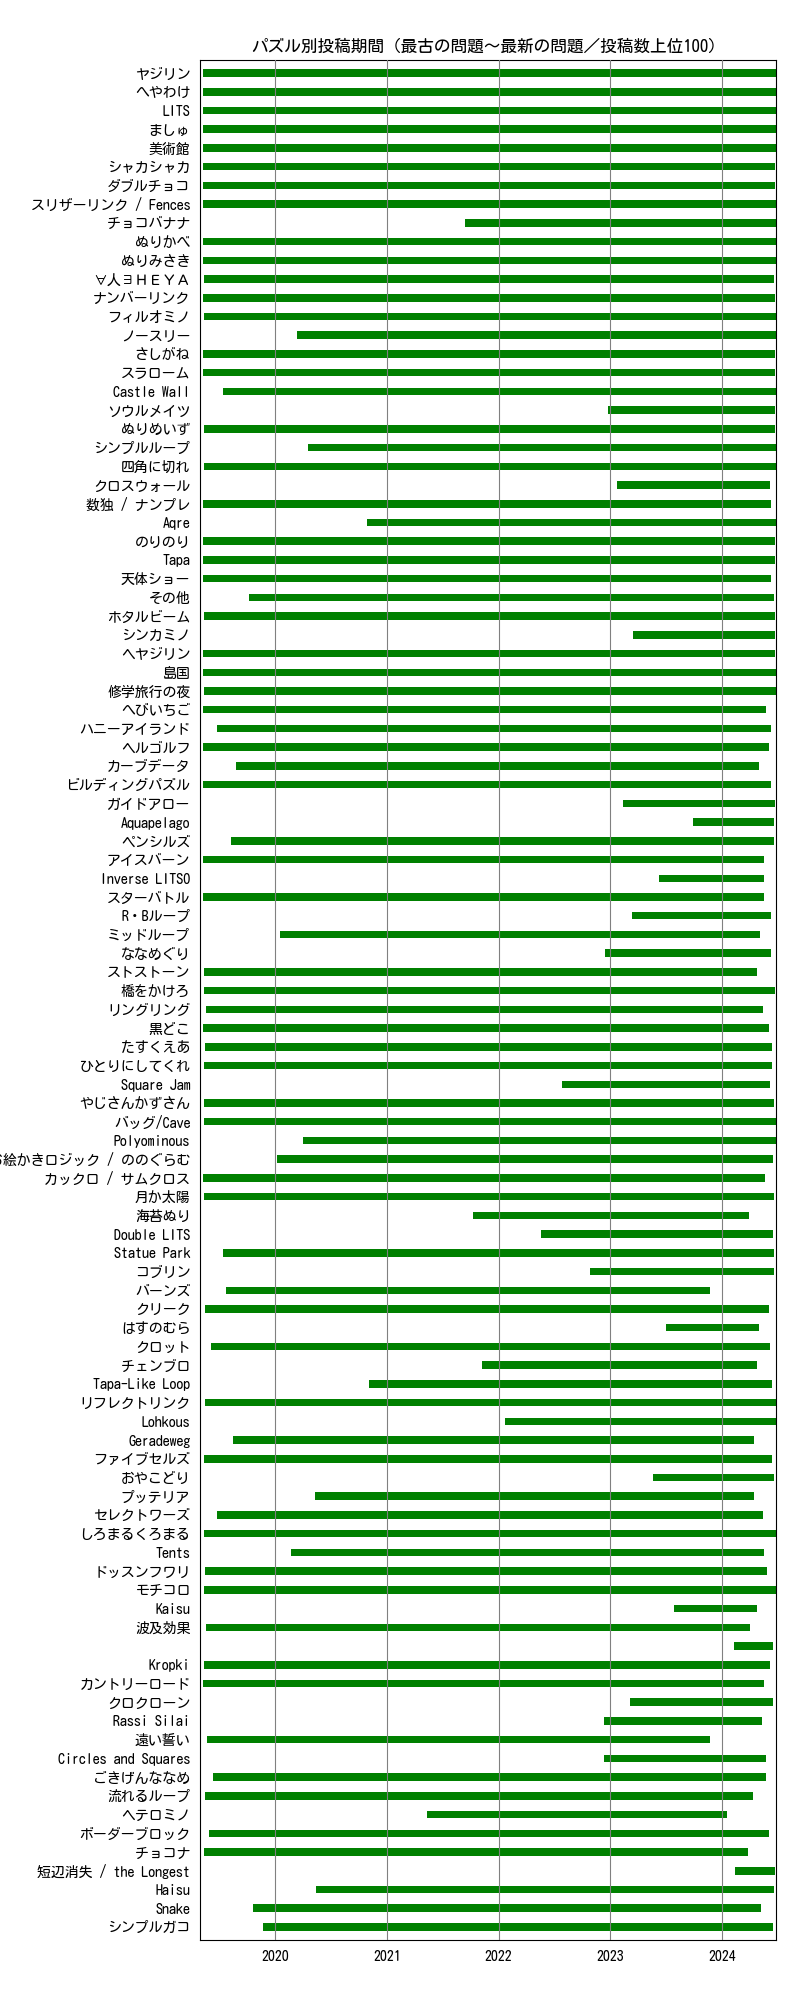 パズル別投稿期間（最古の問題～最新の問題／投稿数上位100）
ヤジリン
へやわけ
LITS
ましゅ
美術館
シャカシャカ
ダブルチョコ
スリザーリンク / Fences
チョコバナナ
ぬりかべ
ぬりみさき
∀人∃ＨＥＹＡ
ナンバーリンク
フィルオミノ
ノースリー
さしがね
スラローム
Castle Wall
ソウルメイツ
ぬりめいず
シンプルループ
四角に切れ
クロスウォール
数独 / ナンプレ
Aqre
のりのり
Tapa
天体ショー
その他
ホタルビーム
シンカミノ
ヘヤジリン
島国
修学旅行の夜
へびいちご
ハニーアイランド
ヘルゴルフ
カーブデータ
ビルディングパズル
ガイドアロー
Aquapelago
ペンシルズ
アイスバーン
Inverse LITSO
スターバトル
R・Bループ
ミッドループ
ななめぐり
ストストーン
橋をかけろ
リングリング
黒どこ
たすくえあ
ひとりにしてくれ
Square Jam
やじさんかずさん
バッグ/Cave
Polyominous
絵かきロジック / ののぐらむ
カックロ / サムクロス
月か太陽
海苔ぬり
Double LITS
Statue Park
コブリン
バーンズ
クリーク
はすのむら
クロット
チェンブロ
Tapa-Like Loop
リフレクトリンク
Lohkous
Geradeweg
ファイブセルズ
おやこどり
プッテリア
セレクトワーズ
しろまるくろまる
Tents
ドッスンフワリ
モチコロ
Kaisu
波及効果
Kropki
カントリーロード
クロクローン
Rassi Silai
遠い誓い
Circles and Squares
ごきげんななめ
流れるループ
ヘテロミノ
ボーダーブロック
チョコナ
短辺消失 / the Longest
Haisu
Snake
シンプルガコ
2020 2021 2022 2023 2024